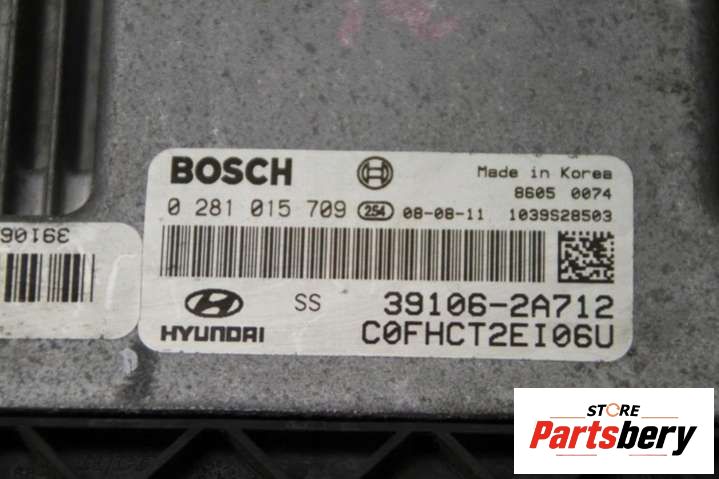 BOSCH
Made in Korea
8605 0074
0 281 015 709 254 08-08-11 1039S28503
39106
SS 39106-2A712
HYUNDAI C0FHCT2EI06U
STORE
Partsbery